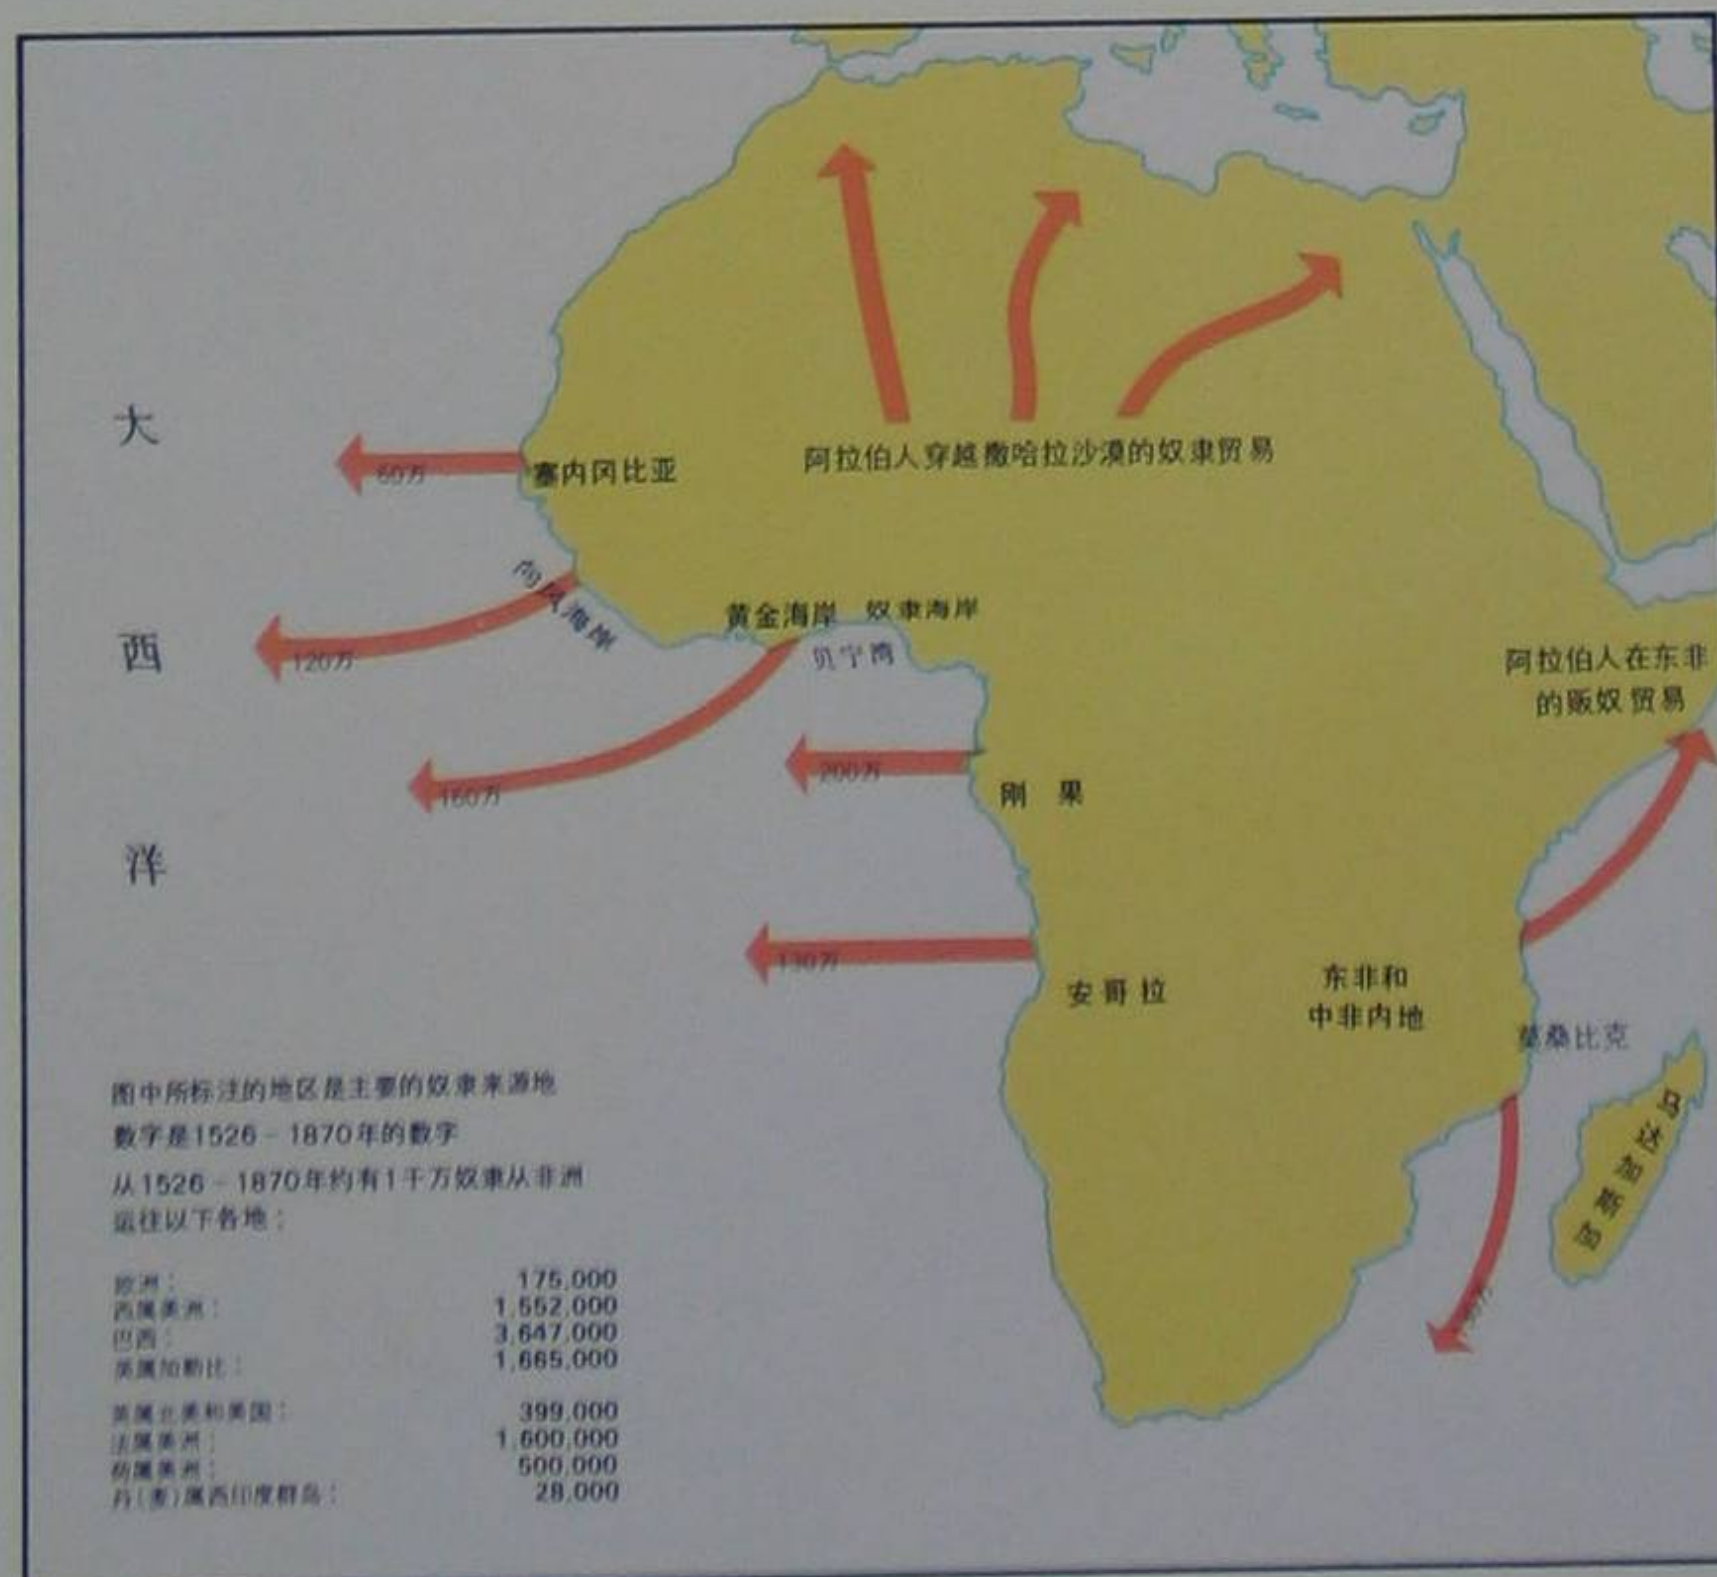 大
西
洋
60万
塞内冈比亚
阿拉伯人穿越撒哈拉沙漠的奴隶贸易
向风海岸
120万
黄金海岸 奴隶海岸
贝宁湾
160万
200万
刚 果
阿拉伯人在东非
的贩奴贸易
130万
安哥拉
东非和
中非内地
莫桑比克
马达加斯加
图中所标注的地区是主要的奴隶来源地
数字是1526-1870年的数字
从1526-1870年约有1千万奴隶从非洲
运往以下各地:
欧洲: 175,000
西属美洲: 1,552,000
巴西: 3,647,000
英属加勒比: 1,665,000
英属北美和美国: 399,000
法属美洲: 1,600,000
荷属美洲: 500,000
丹(麦)属西印度群岛: 28,000